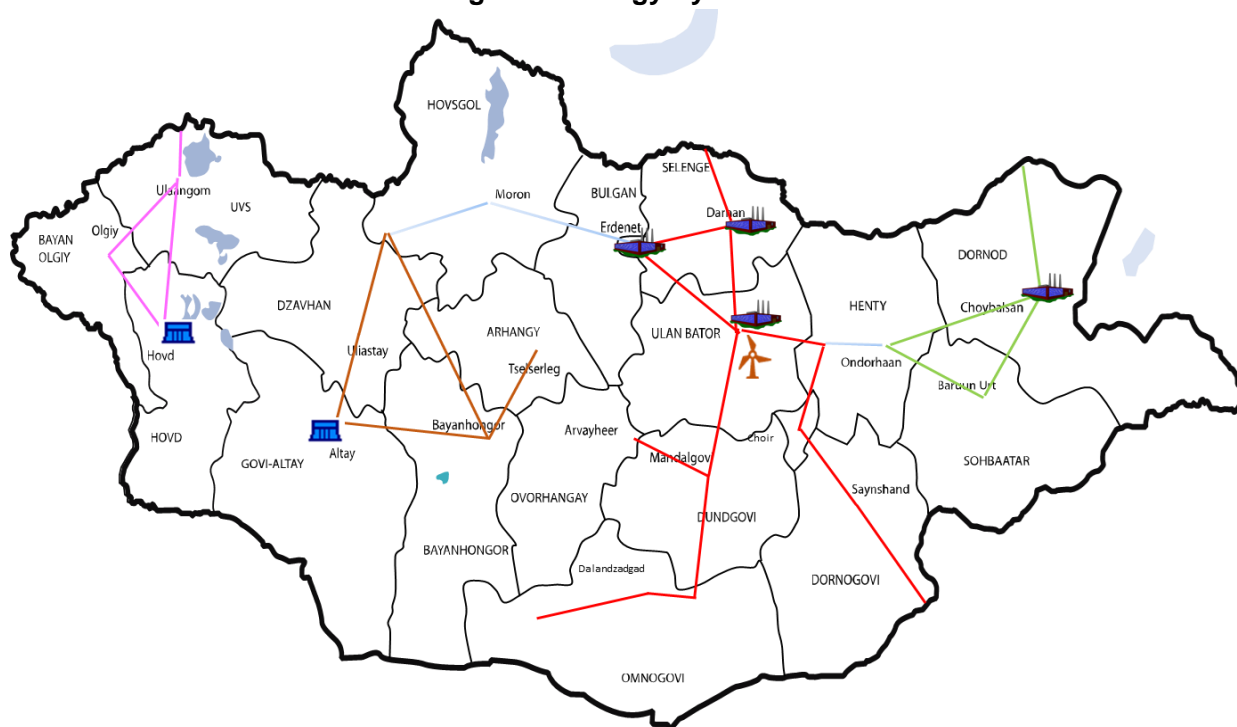 HOVSGOL
SELENGE
Ulaangom
UVS
Moron
BULGAN
Darhan
Olgiy
BAYAN
OLGIY
Erdenet
DORNOD
DZAVHAN
HENTY
Choybalsan
ARHANGY
ULAN BATOR
Hovd
Uliastay
Tselserleg
Ondorhaan
Bardun Urt
HOVD
Altay
GOVI-ALTAY
Bayanhongor
Arvayheer
Mandalgovi
Choir
SOHBAATAR
OVORHANGAY
Saynshand
DUNDGOVI
BAYANHONGOR
Dalandzadgad
DORNOGOVI
OMNOGOVI